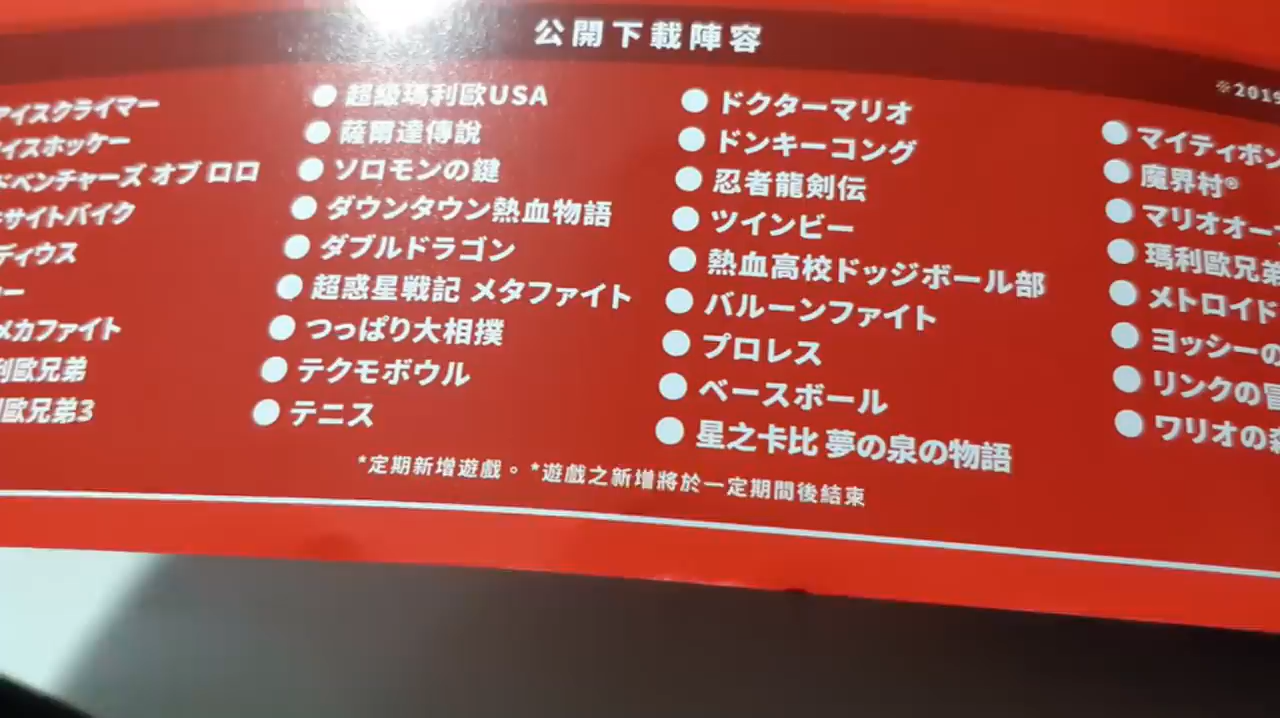 公開下載陣容
※2019
アイスクライマー
イスホッケー
ベンチャーズ オブ ロロ
サイトバイク
ディウス
ー
メカファイト
利歐兄弟
歐兄弟3
超級瑪利歐USA
薩爾達傳說
ソロモンの鍵
ダウンタウン熱血物語
ダブルドラゴン
超惑星戦記 メタファイト
つっぱり大相撲
テクモボウル
テニス
ドクターマリオ
ドンキーコング
忍者龍剣伝
ツインビー
熱血高校ドッジボール部
バルーンファイト
プロレス
ベースボール
星之卡比 夢の泉の物語
マイティボン
魔界村®
マリオオー
瑪利歐兄弟
メトロイド
ヨッシーの
リンクの冒
ワリオの森
*定期新增遊戲。 *遊戲之新增將於一定期間後結束